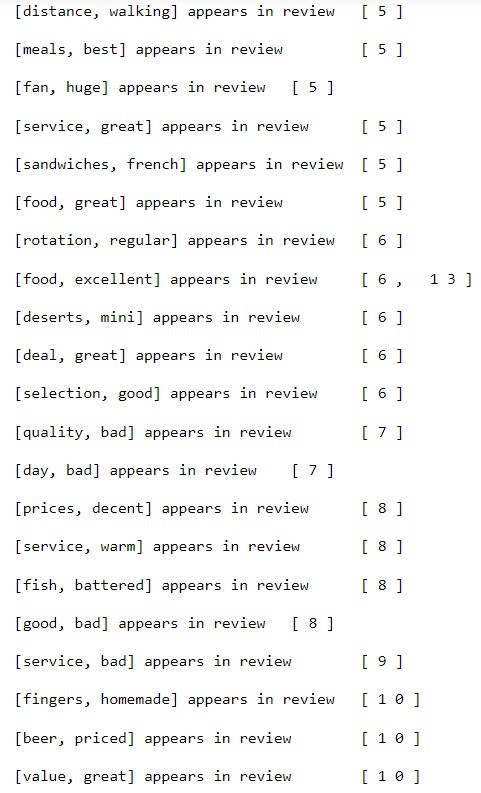 [distance, walking] appears in review [ 5 ]
[meals, best] appears in review [ 5 ]
[fan, huge] appears in review [ 5 ]
[service, great] appears in review [ 5 ]
[sandwiches, french] appears in review [ 5 ]
[food, great] appears in review [ 5 ]
[rotation, regular] appears in review [ 6 ]
[food, excellent] appears in review [ 6 , 1 3 ]
[deserts, mini] appears in review [ 6 ]
[deal, great] appears in review [ 6 ]
[selection, good] appears in review [ 6 ]
[quality, bad] appears in review [ 7 ]
[day, bad] appears in review [ 7 ]
[prices, decent] appears in review [ 8 ]
[service, warm] appears in review [ 8 ]
[fish, battered] appears in review [ 8 ]
[good, bad] appears in review [ 8 ]
[service, bad] appears in review [ 9 ]
[fingers, homemade] appears in review [ 1 0 ]
[beer, priced] appears in review [ 1 0 ]
[value, great] appears in review [ 1 0 ]